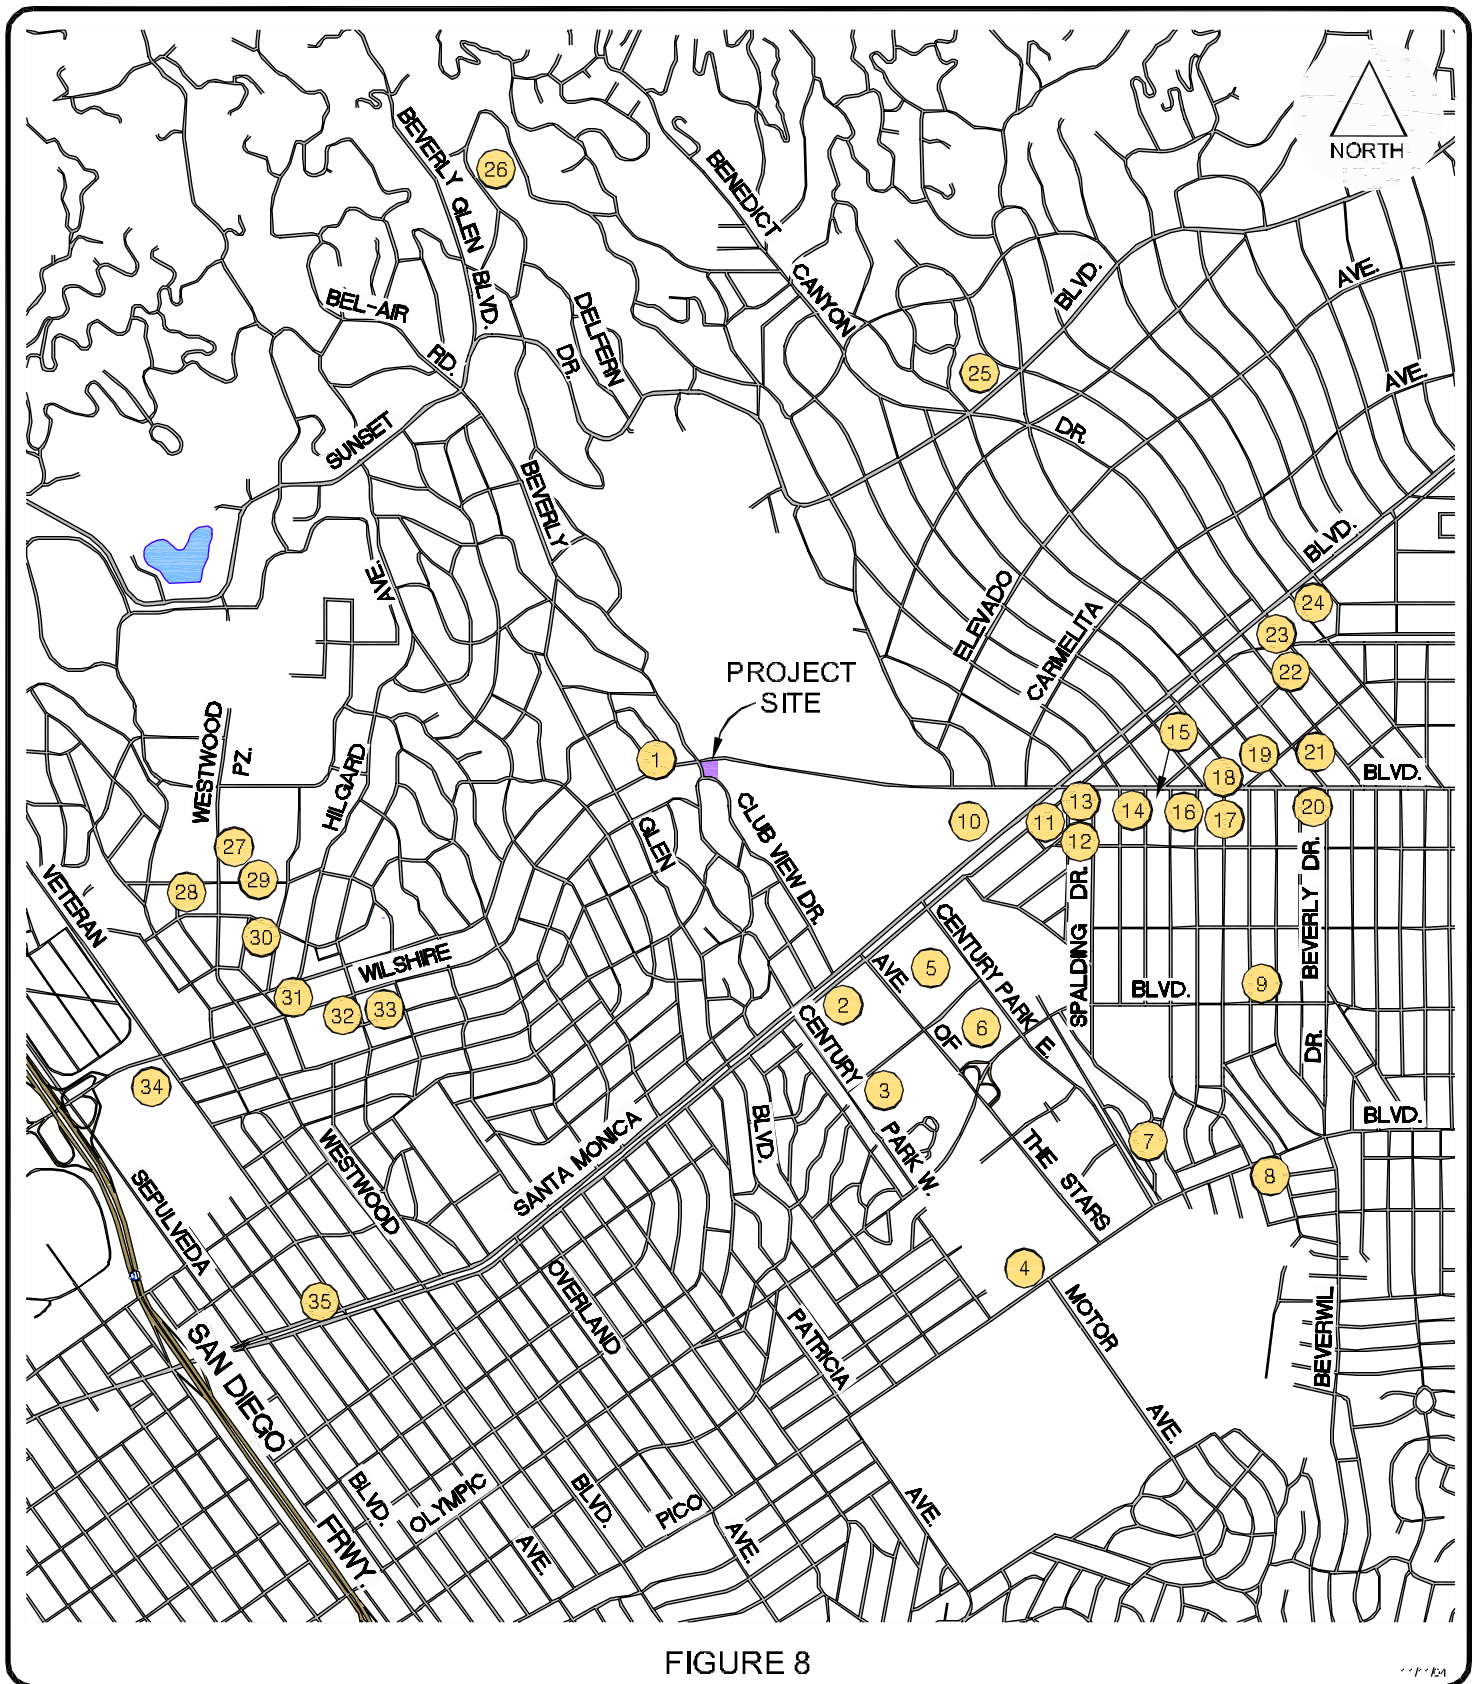 NORTH
BEVERLY GLEN BLVD.
26
BENEDICT
CANYON
BLVD.
AVE.
BEL-AIR
RD.
DELFERN
DR.
25
AVE.
DR.
SUNSET
BEVERLY
AVE.
BLVD.
ELEVADO
CARMELITA
24
23
22
PROJECT
SITE
WESTWOOD
PZ.
HILGARD
1
15
19
21
18
BLVD.
13
14
16
17
20
10
11
12
GLEN
CLUB VIEW DR.
27
28
29
30
VETERAN
WILSHIRE
31
32
33
34
CENTURY PARK E.
AVE.
OF
THE STARS
5
2
6
3
CENTURY
PARK W.
SPALDING DR.
BLVD.
BEVERLY DR.
DR.
9
BLVD.
7
8
BLVD.
SANTA MONICA
WESTWOOD
SEPULVEDA
4
35
SAN DIEGO
FRWY.
OVERLAND
PATRICIA
MOTOR
AVE.
BEVERWIL
BLVD.
OLYMPIC
AVE.
BLVD.
PICO
AVE.
AVE.
FIGURE 8